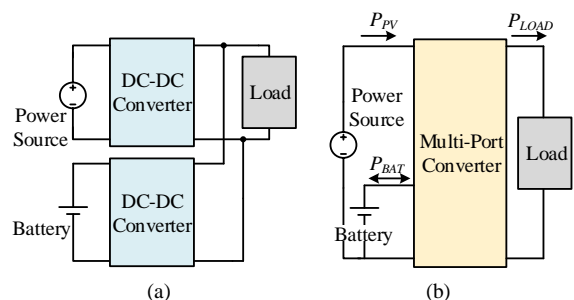 DC-DC
Converter
Power
Source
Load
DC-DC
Converter
Battery
(a)
P_PV
P_LOAD
Power
Source
Multi-Port
Converter
Load
P_BAT
Battery
(b)